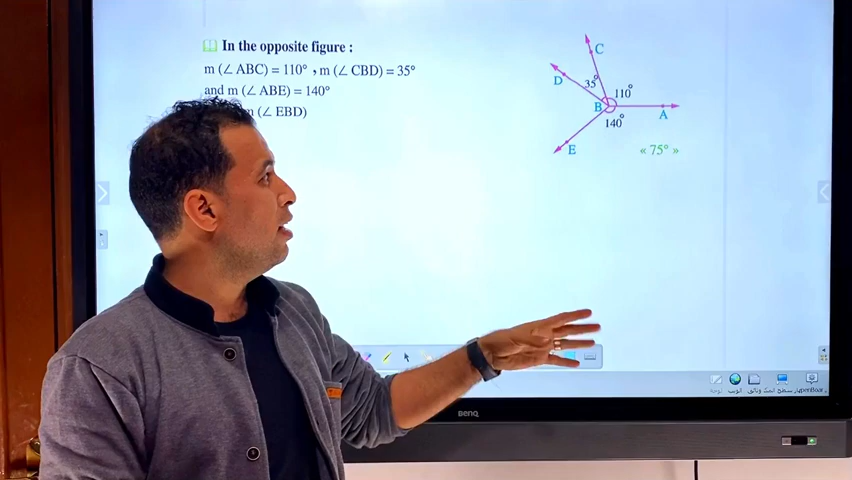 In the opposite figure :
m (∠ ABC) = 110° , m (∠ CBD) = 35°
and m (∠ ABE) = 140°
(∠ EBD)
C
D
35°
110°
B
A
140°
E
« 75° »
BenQ